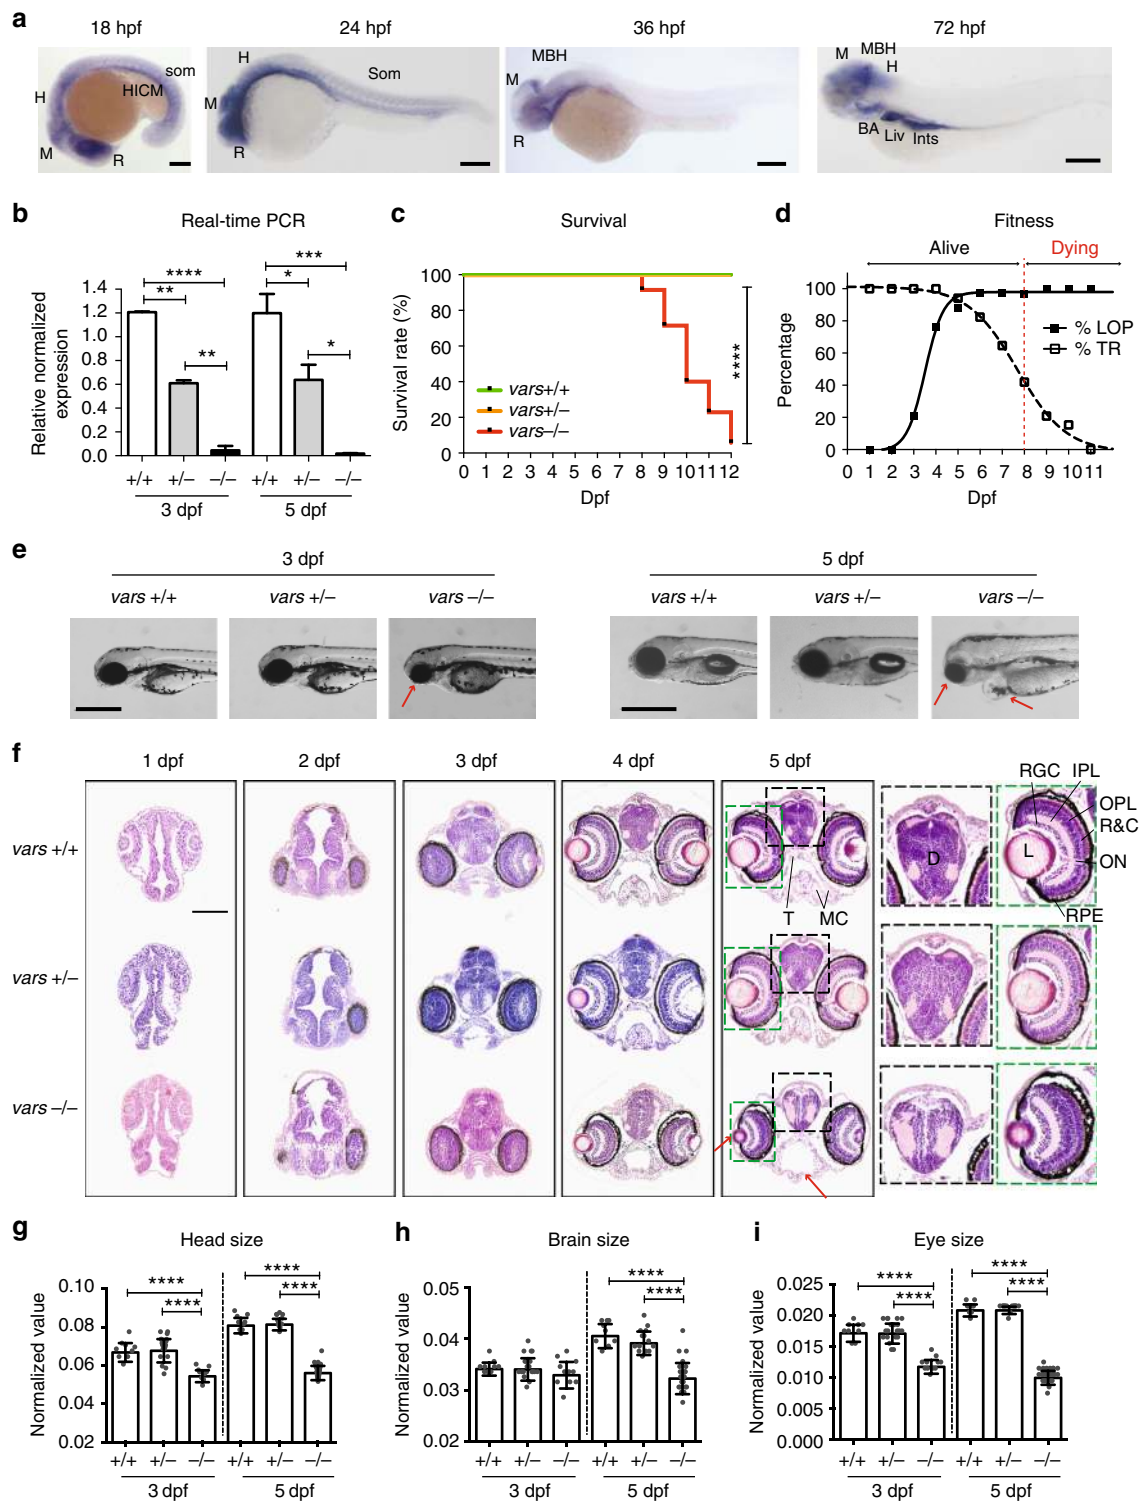 a
18 hpf 24 hpf 36 hpf 72 hpf
som HICM H M R
H Som M R
MBH M R
M MBH H BA Liv Ints
b
Real-time PCR
Relative normalized expression
1.4
1.2
1.0
0.8
0.6
0.4
0.2
0.0
**** ** **
*** * *
+/+ +/– –/– +/+ +/– –/–
3 dpf 5 dpf
c
Survival
Survival rate (%)
100
80
60
40
20
0
vars+/+
vars+/–
vars–/–
****
0 1 2 3 4 5 6 7 8 9 10 11 12
Dpf
d
Fitness
Alive Dying
Percentage
100
80
60
40
20
0
% LOP
% TR
0 1 2 3 4 5 6 7 8 9 10 11
Dpf
e
3 dpf 5 dpf
vars +/+ vars +/– vars –/– vars +/+ vars +/– vars –/–
f
1 dpf 2 dpf 3 dpf 4 dpf 5 dpf
vars +/+
vars +/–
vars –/–
T MC
D
RGC IPL
OPL
R&C
L
ON
RPE
g
Head size
Normalized value
0.10
0.08
0.06
0.04
0.02
**** ****
**** ****
+/+ +/– –/– +/+ +/– –/–
3 dpf 5 dpf
h
Brain size
Normalized value
0.05
0.04
0.03
0.02
****
****
+/+ +/– –/– +/+ +/– –/–
3 dpf 5 dpf
i
Eye size
Normalized value
0.025
0.020
0.015
0.010
0.005
0.000
**** ****
**** ****
+/+ +/– –/– +/+ +/– –/–
3 dpf 5 dpf